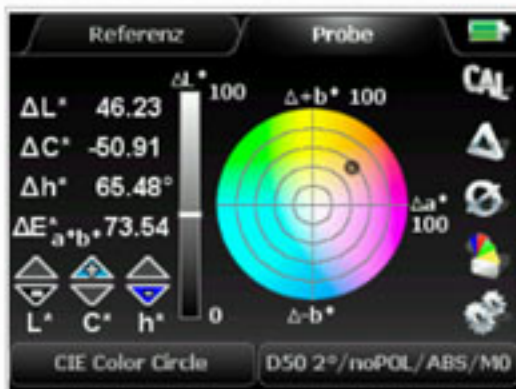 Referenz
Probe
ΔL* 46.23
ΔC* -50.91
Δh* 65.48°
ΔE*a*b* 73.54
L* C* h*
ΔL*
100
0
Δ+b* 100
Δa*
100
Δ-b*
CAL
CIE Color Circle
D50 2°/noPOL/ABS/M0